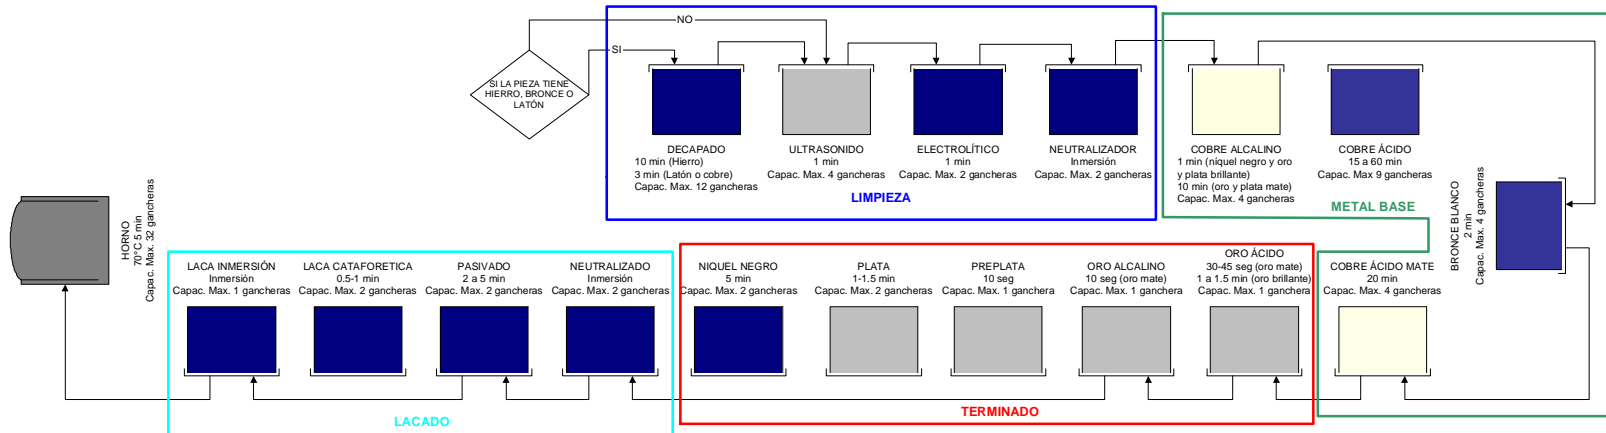 NO
SI
SI LA PIEZA TIENE
HIERRO, BRONCE O
LATÓN
DECAPADO
10 min (Hierro)
3 min (Latón o cobre)
Capac. Max. 12 gancheras
ULTRASONIDO
1 min
Capac. Max. 4 gancheras
ELECTROLÍTICO
1 min
Capac. Max. 2 gancheras
NEUTRALIZADOR
Inmersión
Capac. Max. 2 gancheras
LIMPIEZA
COBRE ALCALINO
1 min (níquel negro y oro
y plata brillante)
10 min (oro y plata mate)
Capac. Max. 4 gancheras
COBRE ÁCIDO
15 a 60 min
Capac. Max 9 gancheras
METAL BASE
BRONCE BLANCO
2 min
Capac. Max. 4 gancheras
HORNO
70°C 5 min
Capac. Max. 32 gancheras
LACA INMERSIÓN
Inmersión
Capac. Max. 1 gancheras
LACA CATAFORETICA
0.5-1 min
Capac. Max. 2 gancheras
PASIVADO
2 a 5 min
Capac. Max. 2 gancheras
NEUTRALIZADO
Inmersión
Capac. Max. 2 gancheras
LACADO
NIQUEL NEGRO
5 min
Capac. Max. 2 gancheras
PLATA
1-1.5 min
Capac. Max. 2 gancheras
PREPLATA
10 seg
Capac. Max. 1 ganchera
ORO ALCALINO
10 seg (oro mate)
Capac. Max. 1 ganchera
ORO ÁCIDO
30-45 seg (oro mate)
1 a 1.5 min (oro brillante)
Capac. Max. 1 ganchera
TERMINADO
COBRE ÁCIDO MATE
20 min
Capac. Max. 4 gancheras